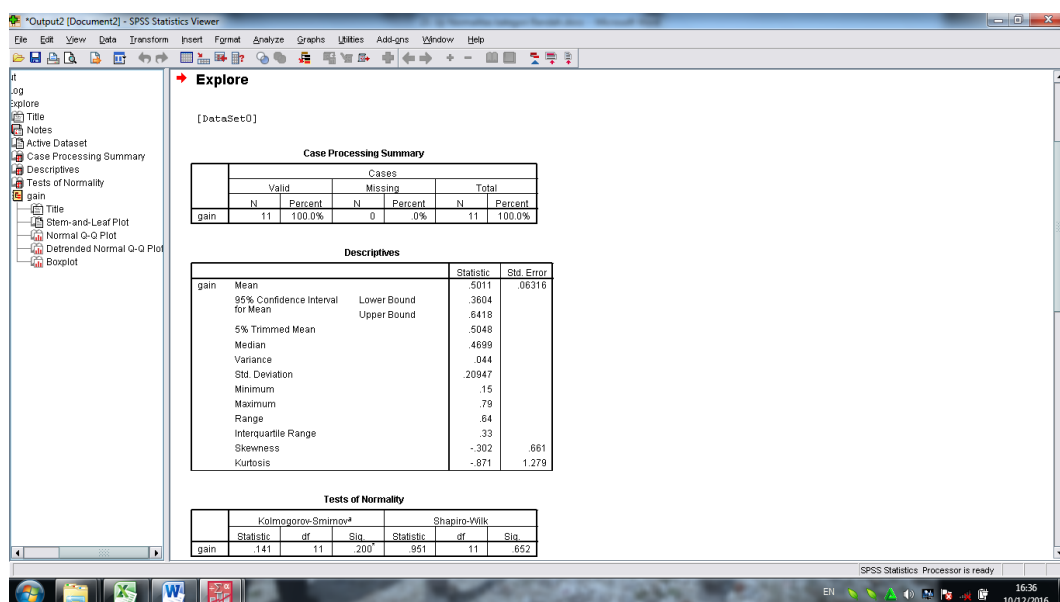 *Output2 [Document2] - SPSS Statistics Viewer
File Edit View Data Transform Insert Format Analyze Graphs Utilities Add-ons Window Help
Explore
Title
Notes
Active Dataset
Case Processing Summary
Descriptives
Tests of Normality
gain
Title
Stem-and-Leaf Plot
Normal Q-Q Plot
Detrended Normal Q-Q Plot
Boxplot
Explore
[DataSet0]
Case Processing Summary
Cases
Valid Missing Total
N Percent N Percent N Percent
gain 11 100.0% 0 .0% 11 100.0%
Descriptives
Statistic Std. Error
gain Mean .5011 .06316
95% Confidence Interval for Mean Lower Bound .3604
Upper Bound .6418
5% Trimmed Mean .5048
Median .4699
Variance .044
Std. Deviation .20947
Minimum .15
Maximum .79
Range .64
Interquartile Range .33
Skewness -.302 .661
Kurtosis -.871 1.279
Tests of Normality
Kolmogorov-Smirnov<sup>a</sup> Shapiro-Wilk
Statistic df Sig. Statistic df Sig.
gain .141 11 .200* .951 11 .652
SPSS Statistics Processor is ready
EN 16:36
10/12/2016